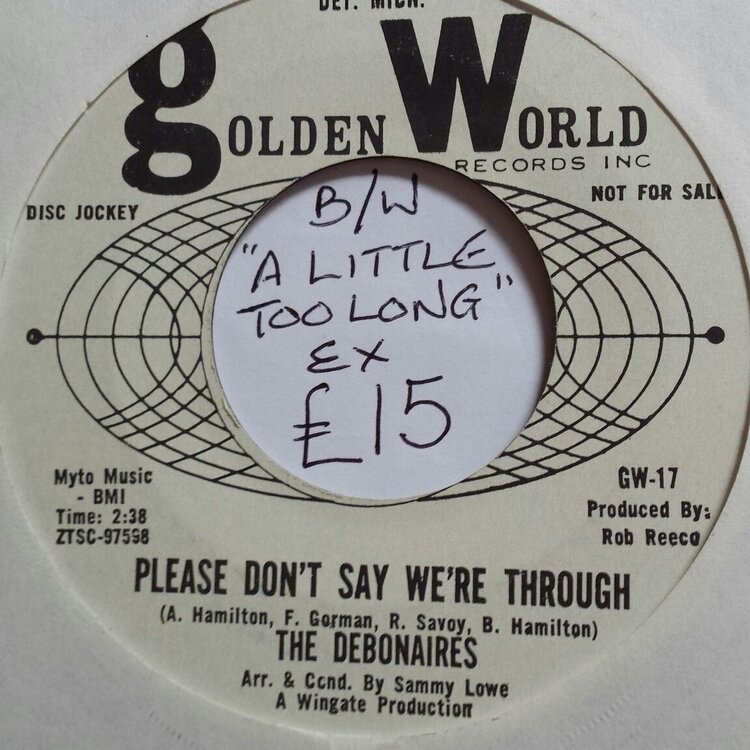 DET. MICH.
Golden World
RECORDS INC
DISC JOCKEY
NOT FOR SALE
B/W
"A LITTLE
TOO LONG"
EX
£15
Myto Music
- BMI
Time: 2:38
ZTSC-97598
GW-17
Produced By:
Rob Reeco
PLEASE DON'T SAY WE'RE THROUGH
(A. Hamilton, F. Gorman, R. Savoy, B. Hamilton)
THE DEBONAIRES
Arr. & Cond. By Sammy Lowe
A Wingate Production